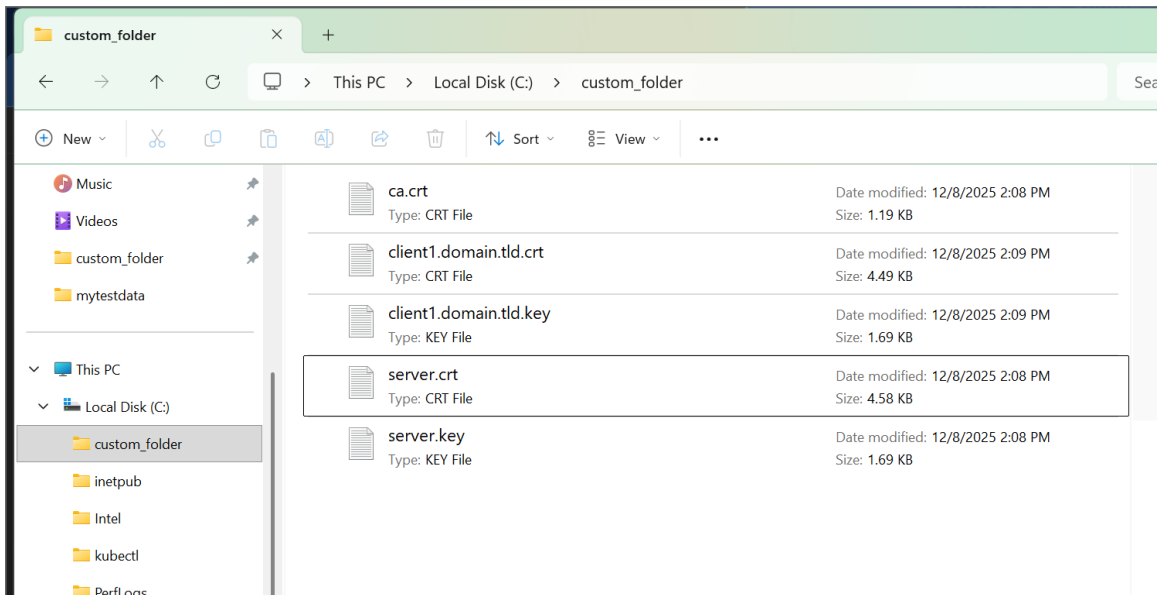 custom_folder
This PC > Local Disk (C:) > custom_folder
New
Sort
View
Music
Videos
custom_folder
mytestdata
This PC
Local Disk (C:)
custom_folder
inetpub
Intel
kubectl
PerfLogs
ca.crt
Date modified: 12/8/2025 2:08 PM
Type: CRT File
Size: 1.19 KB
client1.domain.tld.crt
Date modified: 12/8/2025 2:09 PM
Type: CRT File
Size: 4.49 KB
client1.domain.tld.key
Date modified: 12/8/2025 2:09 PM
Type: KEY File
Size: 1.69 KB
server.crt
Date modified: 12/8/2025 2:08 PM
Type: CRT File
Size: 4.58 KB
server.key
Date modified: 12/8/2025 2:08 PM
Type: KEY File
Size: 1.69 KB